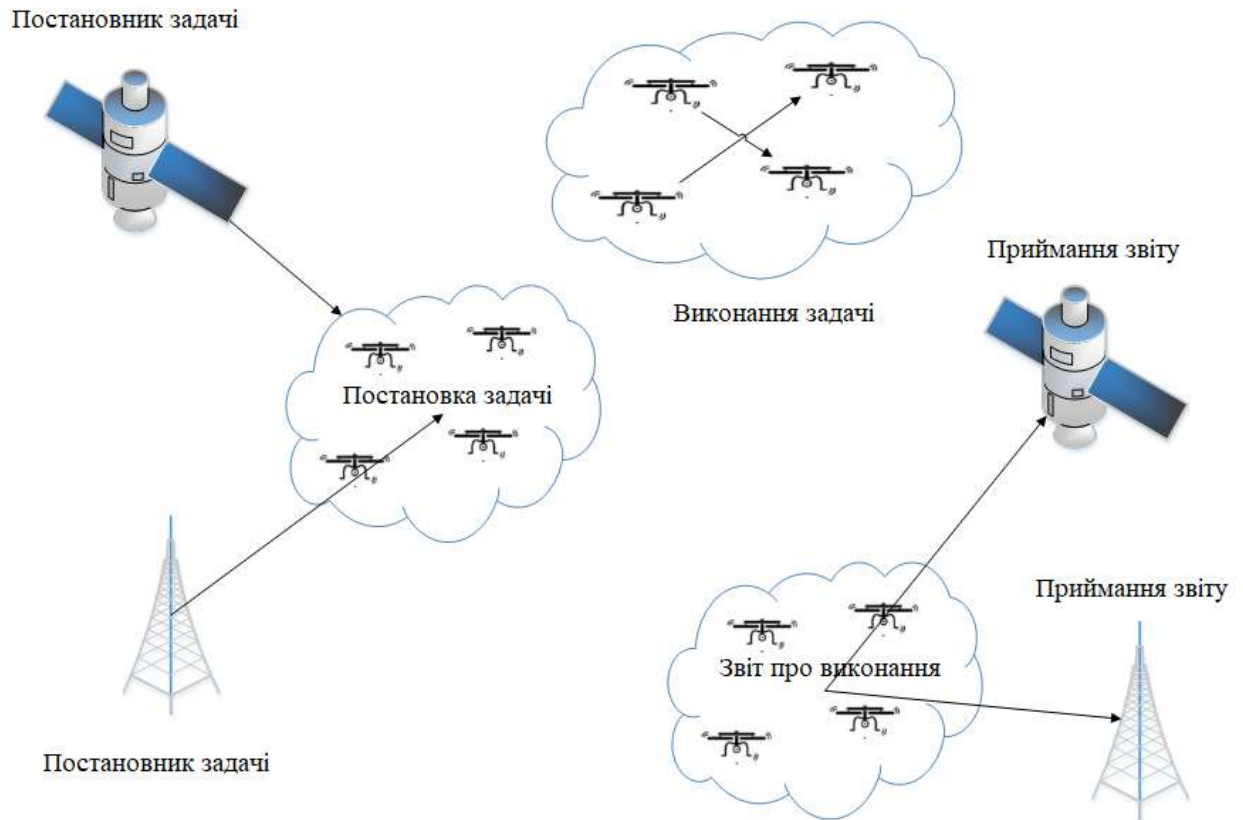 Постановник задачі
Приймання звіту
Виконання задачі
Постановка задачі
Приймання звіту
Звіт про виконання
Постановник задачі